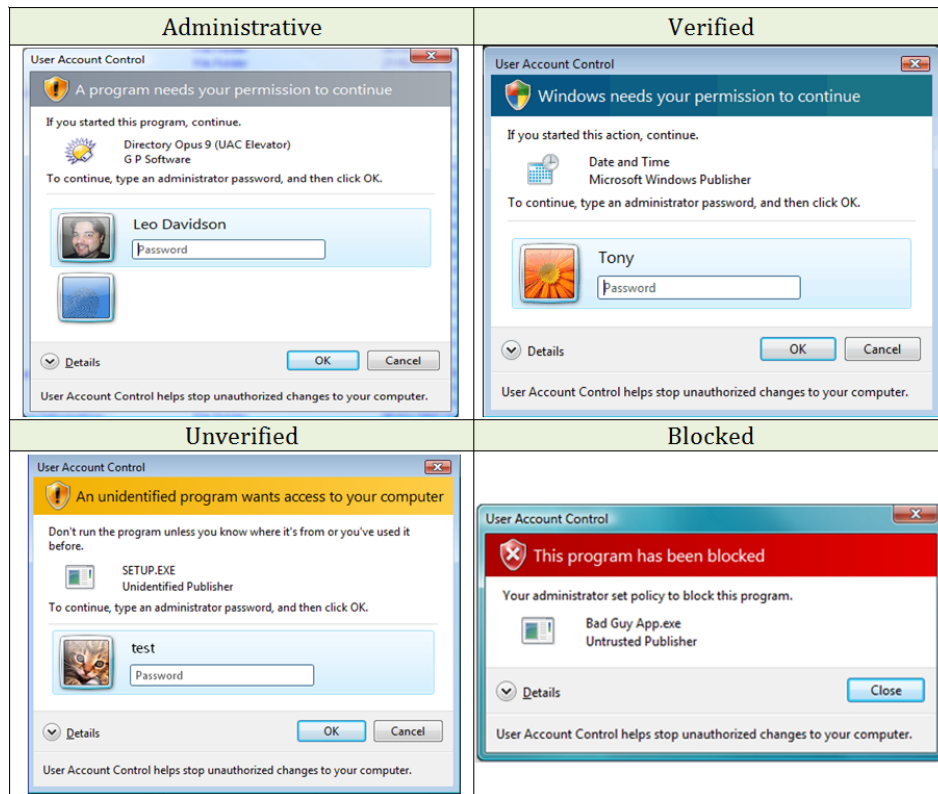 Administrative
User Account Control
A program needs your permission to continue
If you started this program, continue.
Directory Opus 9 (UAC Elevator)
G P Software
To continue, type an administrator password, and then click OK.
Leo Davidson
Password
Details
OK
Cancel
User Account Control helps stop unauthorized changes to your computer.
Verified
User Account Control
Windows needs your permission to continue
If you started this action, continue.
Date and Time
Microsoft Windows Publisher
To continue, type an administrator password, and then click OK.
Tony
Password
Details
OK
Cancel
User Account Control helps stop unauthorized changes to your computer.
Unverified
User Account Control
An unidentified program wants access to your computer
Don't run the program unless you know where it's from or you've used it
before.
SETUP.EXE
Unidentified Publisher
To continue, type an administrator password, and then click OK.
test
Password
Details
OK
Cancel
User Account Control helps stop unauthorized changes to your computer.
Blocked
User Account Control
This program has been blocked
Your administrator set policy to block this program.
Bad Guy App.exe
Untrusted Publisher
Details
Close
User Account Control helps stop unauthorized changes to your computer.